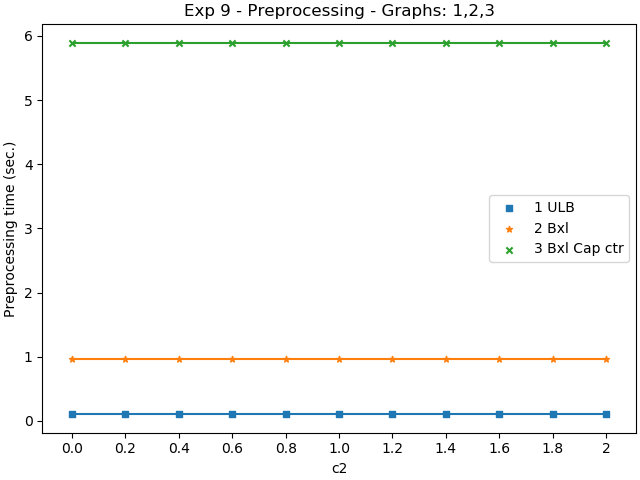 Exp 9 - Preprocessing - Graphs: 1,2,3
Preprocessing time (sec.)
6
5
4
3
2
1
0
1 ULB
2 Bxl
3 Bxl Cap ctr
0.0 0.2 0.4 0.6 0.8 1.0 1.2 1.4 1.6 1.8 2
c2